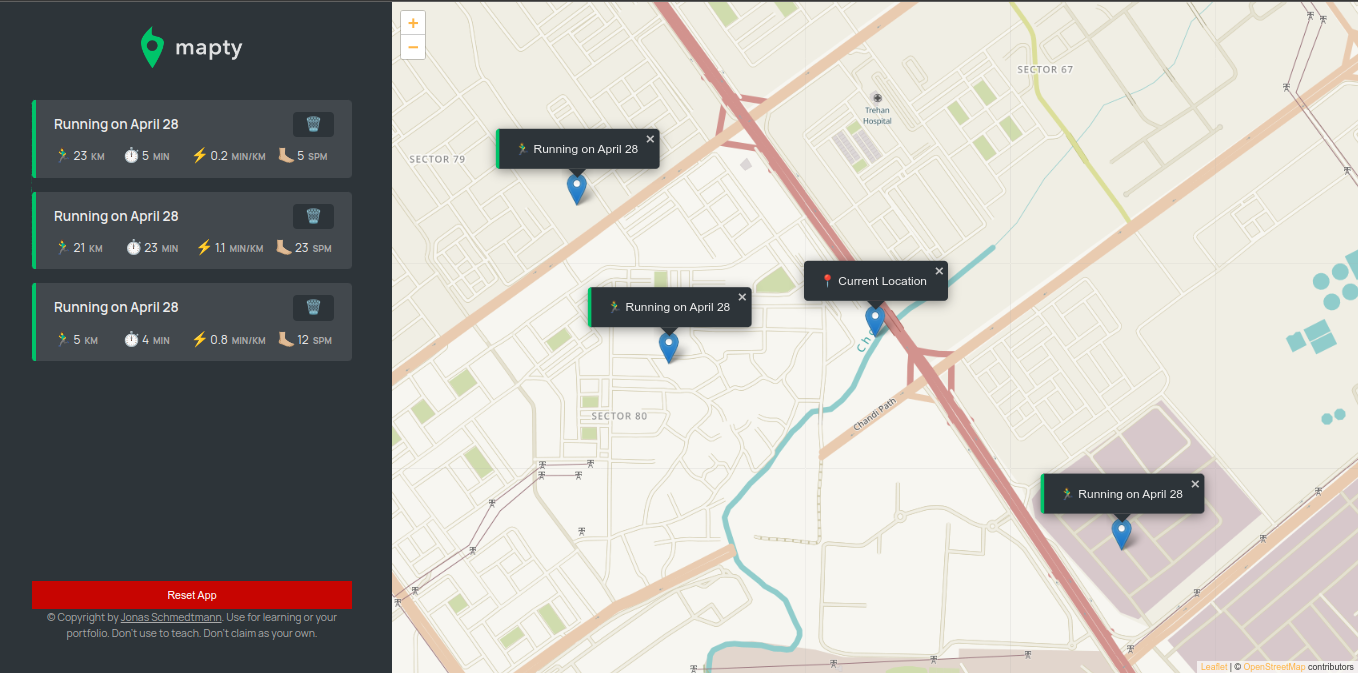 mapty
Running on April 28
23 KM 5 MIN 0.2 MIN/KM 5 SPM
Running on April 28
21 KM 23 MIN 1.1 MIN/KM 23 SPM
Running on April 28
5 KM 4 MIN 0.8 MIN/KM 12 SPM
Reset App
© Copyright by Jonas Schmedtmann. Use for learning or your
portfolio. Don't use to teach. Don't claim as your own.
+
−
SECTOR 67
Trehan
Hospital
SECTOR 79
Running on April 28 ×
Current Location ×
Running on April 28 ×
SECTOR 80
Chandi Path
Running on April 28 ×
Leaflet | © OpenStreetMap contributors